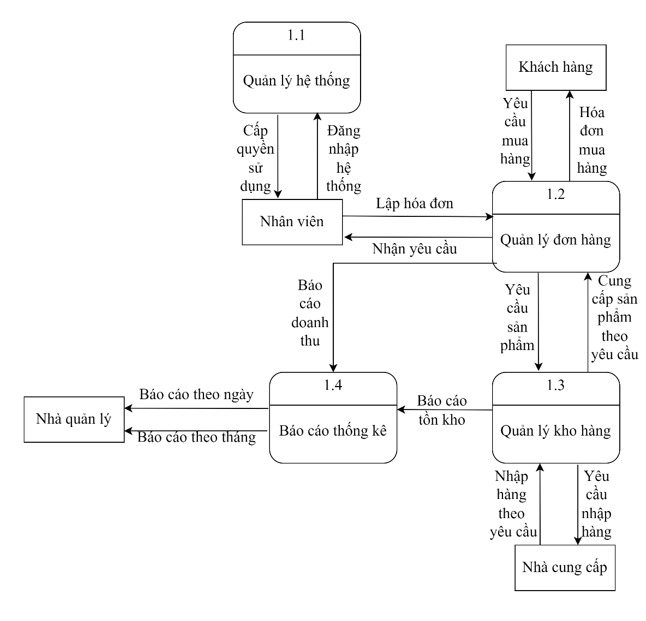 1.1
Quản lý hệ thống
Khách hàng
Cấp
quyền
sử
dụng
Đăng
nhập
hệ
thống
Yêu
cầu
mua
hàng
Hóa
đơn
mua
hàng
1.2
Quản lý đơn hàng
Nhân viên
Lập hóa đơn
Nhận yêu cầu
Báo
cáo
doanh
thu
Yêu
cầu
sản
phẩm
Cung
cấp sản
phẩm
theo
yêu cầu
1.4
Báo cáo thống kê
1.3
Quản lý kho hàng
Báo cáo
tồn kho
Nhà quản lý
Báo cáo theo ngày
Báo cáo theo tháng
Nhập
hàng
theo
yêu cầu
Yêu
cầu
nhập
hàng
Nhà cung cấp